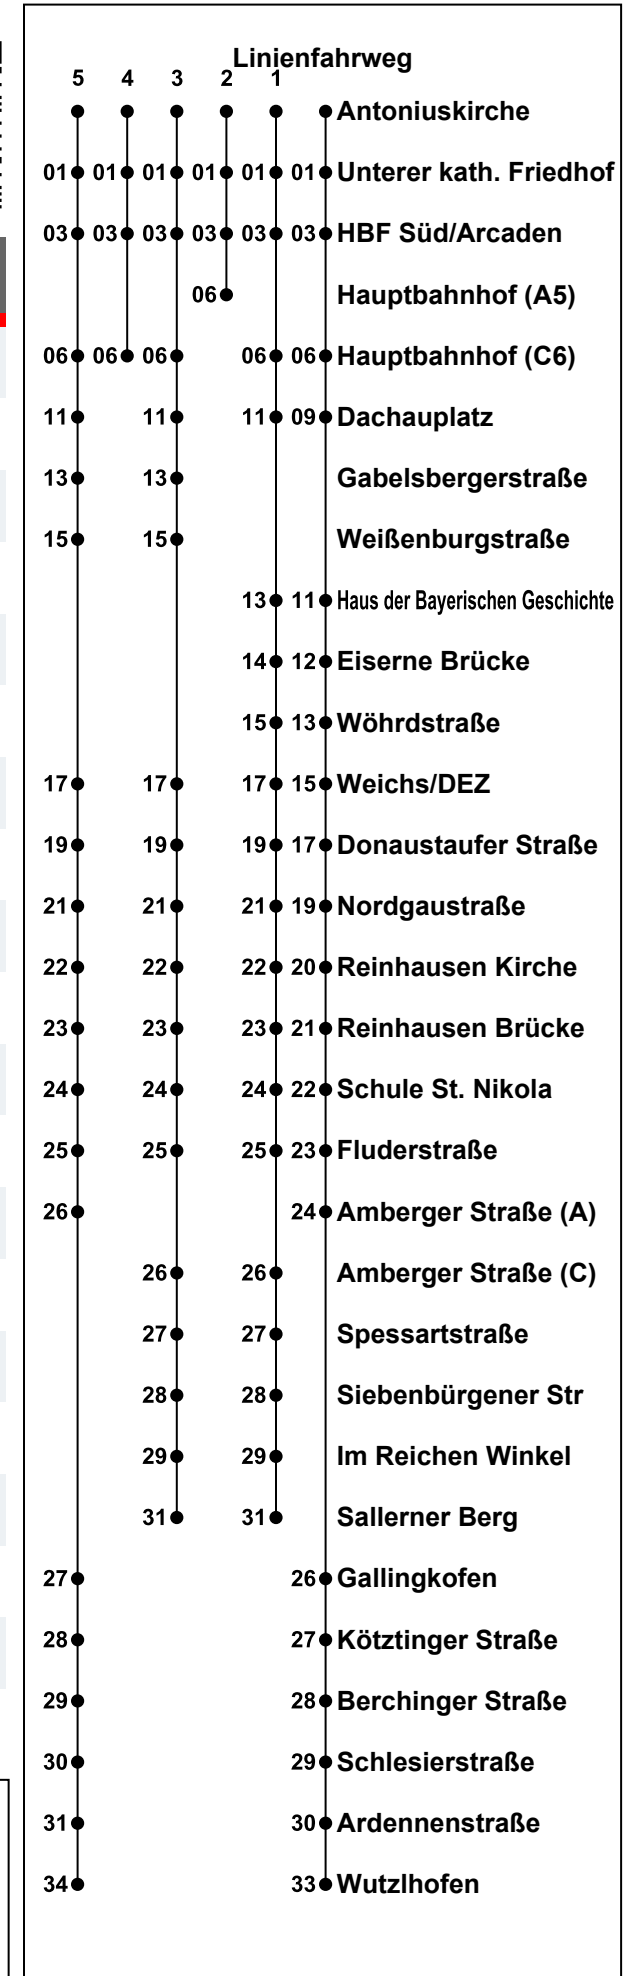 Linienfahrweg
5 4 3 2 1
Antoniuskirche
01 01 01 01 01 01 Unterer kath. Friedhof
03 03 03 03 03 03 HBF Süd/Arcaden
06 Hauptbahnhof (A5)
06 06 06 06 06 Hauptbahnhof (C6)
11 11 11 09 Dachauplatz
13 13 Gabelsbergerstraße
15 15 Weißenburgstraße
13 11 Haus der Bayerischen Geschichte
14 12 Eiserne Brücke
15 13 Wöhrdstraße
17 17 17 15 Weichs/DEZ
19 19 19 17 Donaustaufer Straße
21 21 21 19 Nordgaustraße
22 22 22 20 Reinhausen Kirche
23 23 23 21 Reinhausen Brücke
24 24 24 22 Schule St. Nikola
25 25 25 23 Fluderstraße
26 24 Amberger Straße (A)
26 26 Amberger Straße (C)
27 27 Spessartstraße
28 28 Siebenbürgener Str
29 29 Im Reichen Winkel
31 31 Sallerner Berg
27 26 Gallingkofen
28 27 Kötztinger Straße
29 28 Berchinger Straße
30 29 Schlesierstraße
31 30 Ardennenstraße
34 33 Wutzlhofen